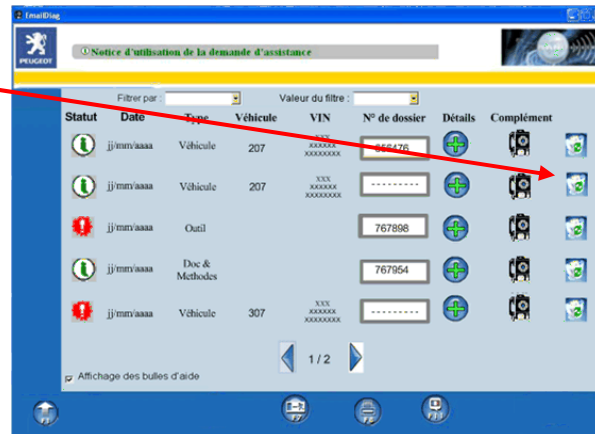 EmailDiag
PEUGEOT
Notice d'utilisation de la demande d'assistance
Filtrer par : Valeur du filtre :
Statut Date Type Véhicule VIN N° de dossier Détails Complément
jj/mm/aaaa Véhicule 207 xxx xxxxxx xxxxxxxx 656476
jj/mm/aaaa Véhicule 207 xxx xxxxxx xxxxxxxx ---------
jj/mm/aaaa Outil 767898
jj/mm/aaaa Doc & Methodes 767954
jj/mm/aaaa Véhicule 307 xxx xxxxxx xxxxxxxx ---------
1 / 2
Affichage des bulles d'aide